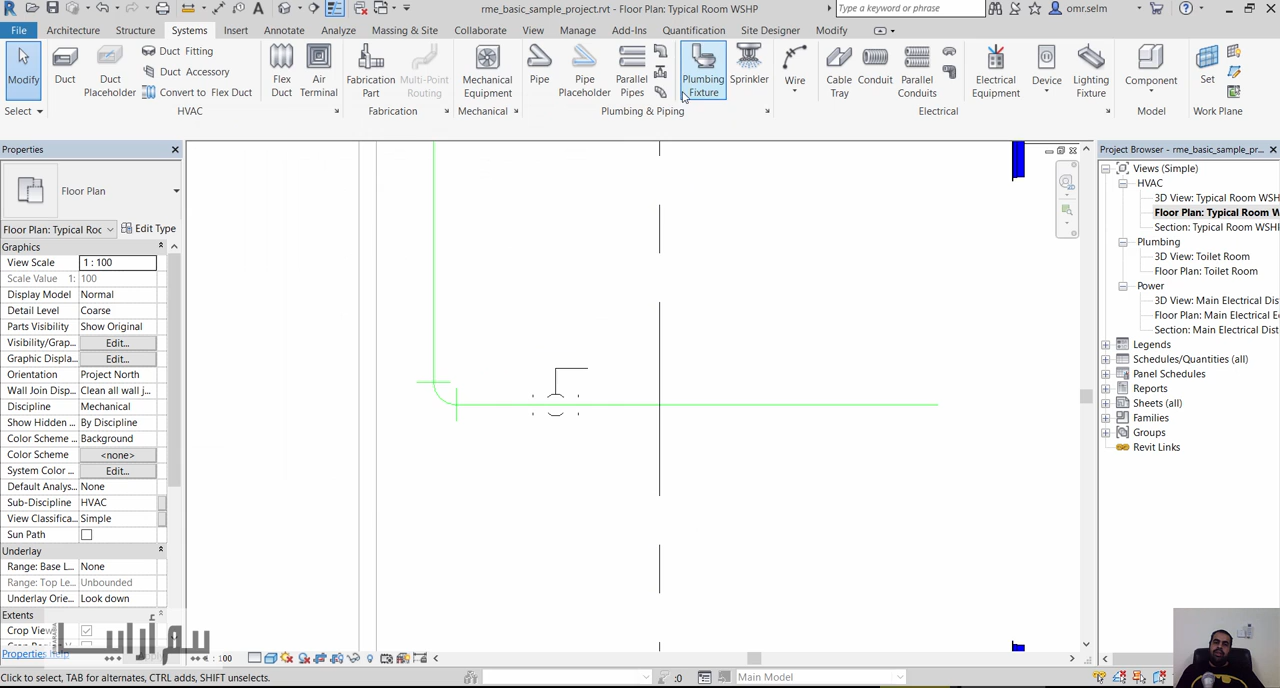 rme_basic_sample_project.rvt - Floor Plan: Typical Room WSHP
Type a keyword or phrase
omr.selm
File Architecture Structure Systems Insert Annotate Analyze Massing & Site Collaborate View Manage Add-Ins Quantification Site Designer Modify
Modify
Duct
Duct Placeholder
Duct Fitting
Duct Accessory
Convert to Flex Duct
Flex Duct
Air Terminal
Fabrication Part
Multi-Point Routing
Mechanical Equipment
Pipe
Pipe Placeholder
Parallel Pipes
Plumbing Fixture
Sprinkler
Wire
Cable Tray
Conduit
Parallel Conduits
Electrical Equipment
Device
Lighting Fixture
Component
Set
Select HVAC Fabrication Mechanical Plumbing & Piping Electrical Model Work Plane
Properties
Floor Plan
Floor Plan: Typical Roc Edit Type
Graphics
View Scale 1 : 100
Scale Value 1: 100
Display Model Normal
Detail Level Coarse
Parts Visibility Show Original
Visibility/Grap... Edit...
Graphic Displa... Edit...
Orientation Project North
Wall Join Disp... Clean all wall j...
Discipline Mechanical
Show Hidden ... By Discipline
Color Scheme ... Background
Color Scheme <none>
System Color ... Edit...
Default Analys... None
Sub-Discipline HVAC
View Classifica... Simple
Sun Path
Underlay
Range: Base L... None
Range: Top Le... Unbounded
Underlay Orie... Look down
Extents
Crop View
Properties help
: 100
Project Browser - rme_basic_sample_pr...
Views (Simple)
HVAC
3D View: Typical Room WSHP
Floor Plan: Typical Room W
Section: Typical Room WSHP
Plumbing
3D View: Toilet Room
Floor Plan: Toilet Room
Power
3D View: Main Electrical Dist
Floor Plan: Main Electrical E
Section: Main Electrical Dist
Legends
Schedules/Quantities (all)
Panel Schedules
Reports
Sheets (all)
Families
Groups
Revit Links
Click to select, TAB for alternates, CTRL adds, SHIFT unselects.
:0
Main Model
بيم ارابيا